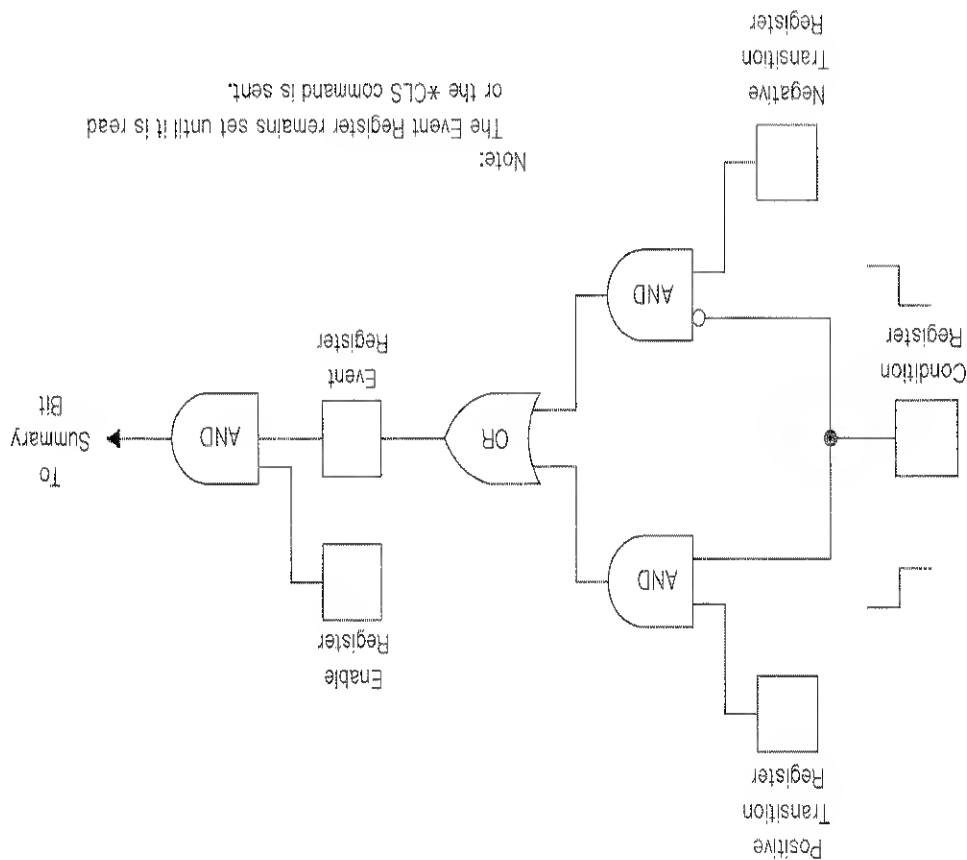 Positive
Transition
Register
Enable
Register
AND
To
Summary
Bit
OR
AND
Condition
Register
Event
Register
AND
Note:
The Event Register remains set until it is read
or the *CLS command is sent.
Negative
Transition
Register